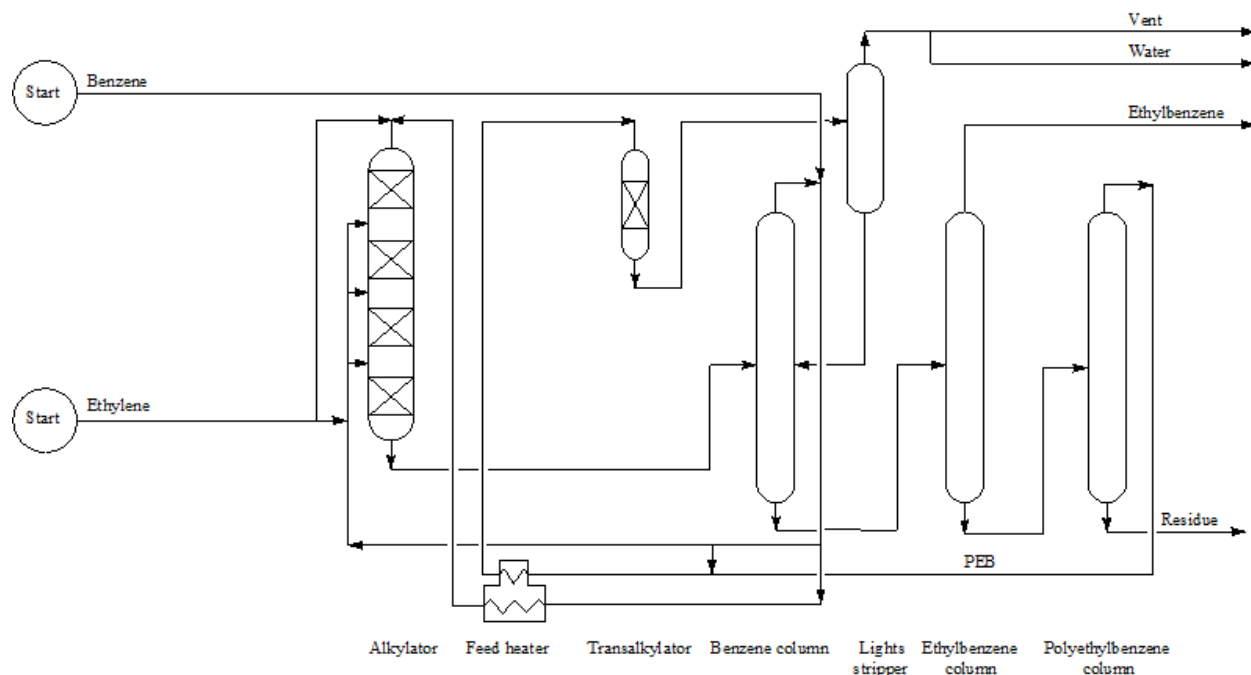 Vent
Water
Benzene
Start
Ethylbenzene
Ethylene
Start
Residue
PEB
Alkylator
Feed heater
Transalkylator
Benzene column
Lights
stripper
Ethylbenzene
column
Polyethylbenzene
column